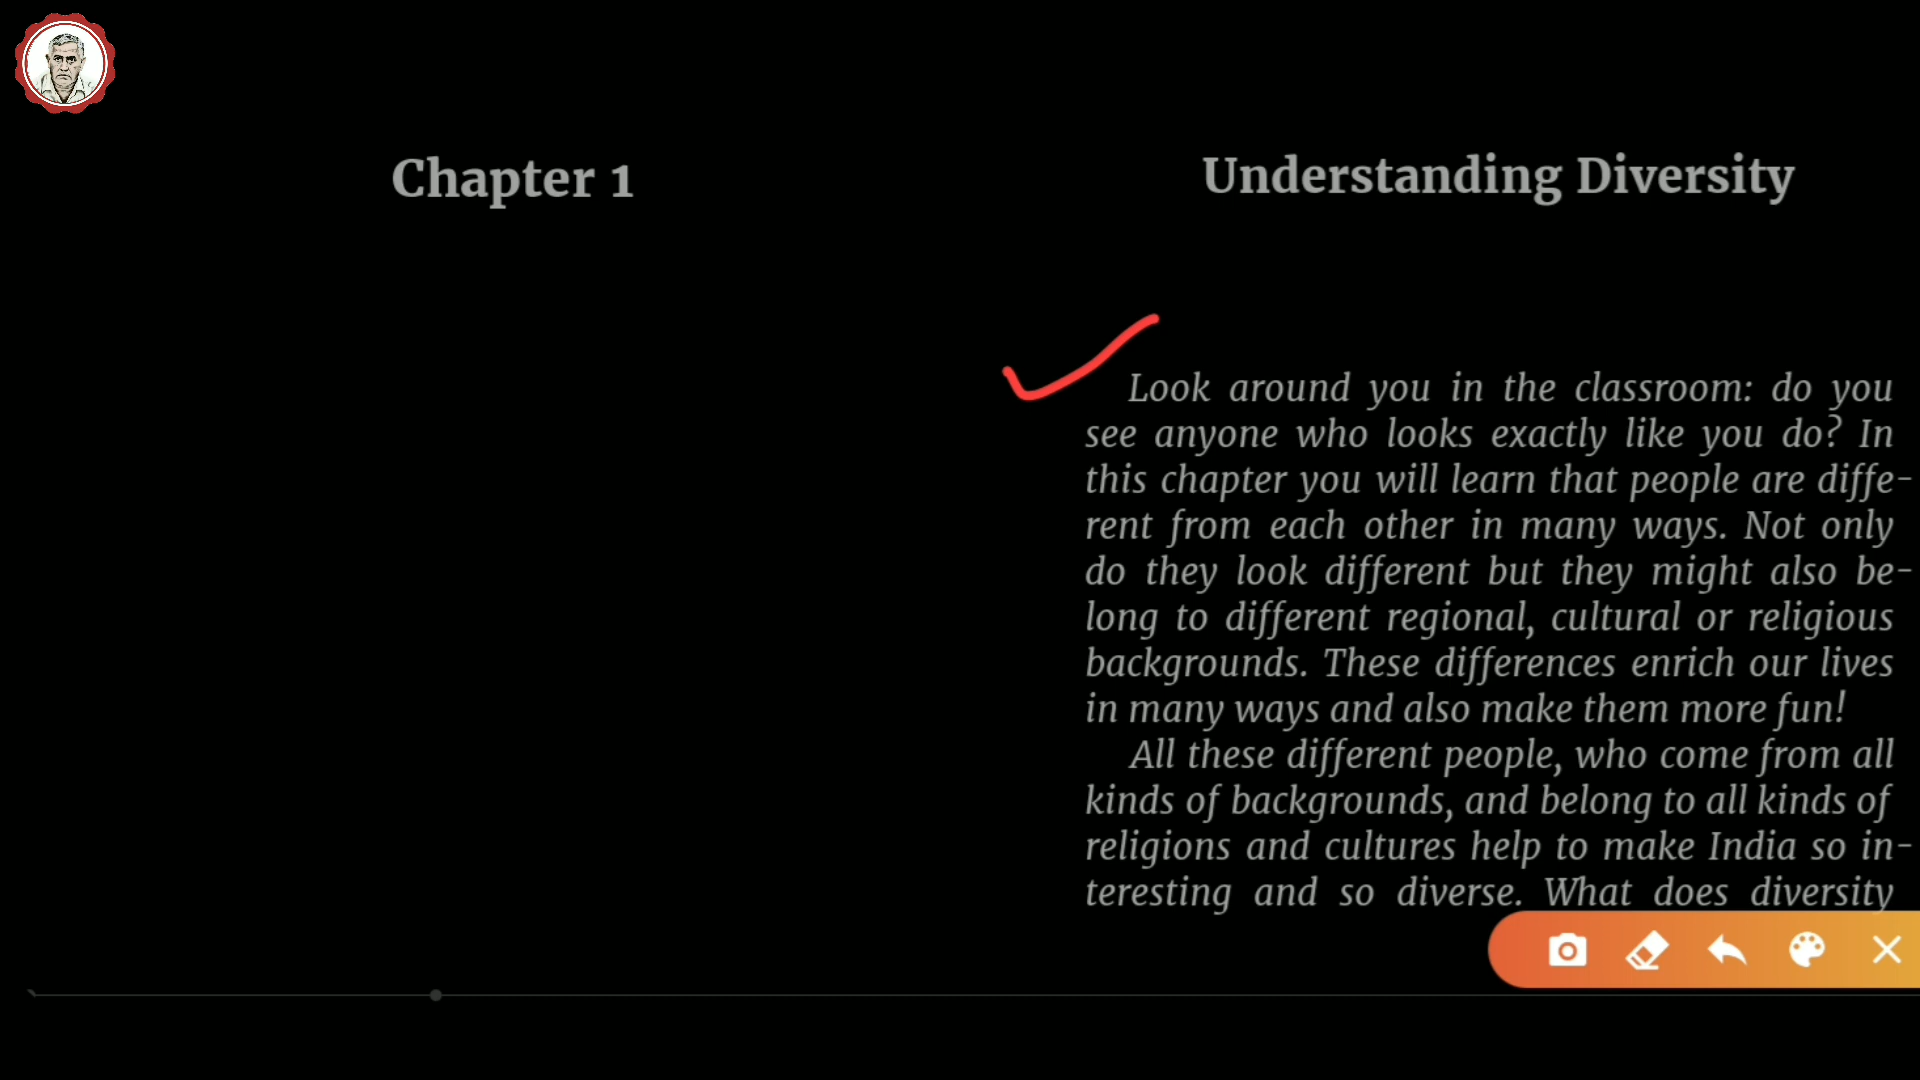 Chapter 1
Understanding Diversity
Look around you in the classroom: do you
see anyone who looks exactly like you do? In
this chapter you will learn that people are diffe-
rent from each other in many ways. Not only
do they look different but they might also be-
long to different regional, cultural or religious
backgrounds. These differences enrich our lives
in many ways and also make them more fun!
All these different people, who come from all
kinds of backgrounds, and belong to all kinds of
religions and cultures help to make India so in-
teresting and so diverse. What does diversity